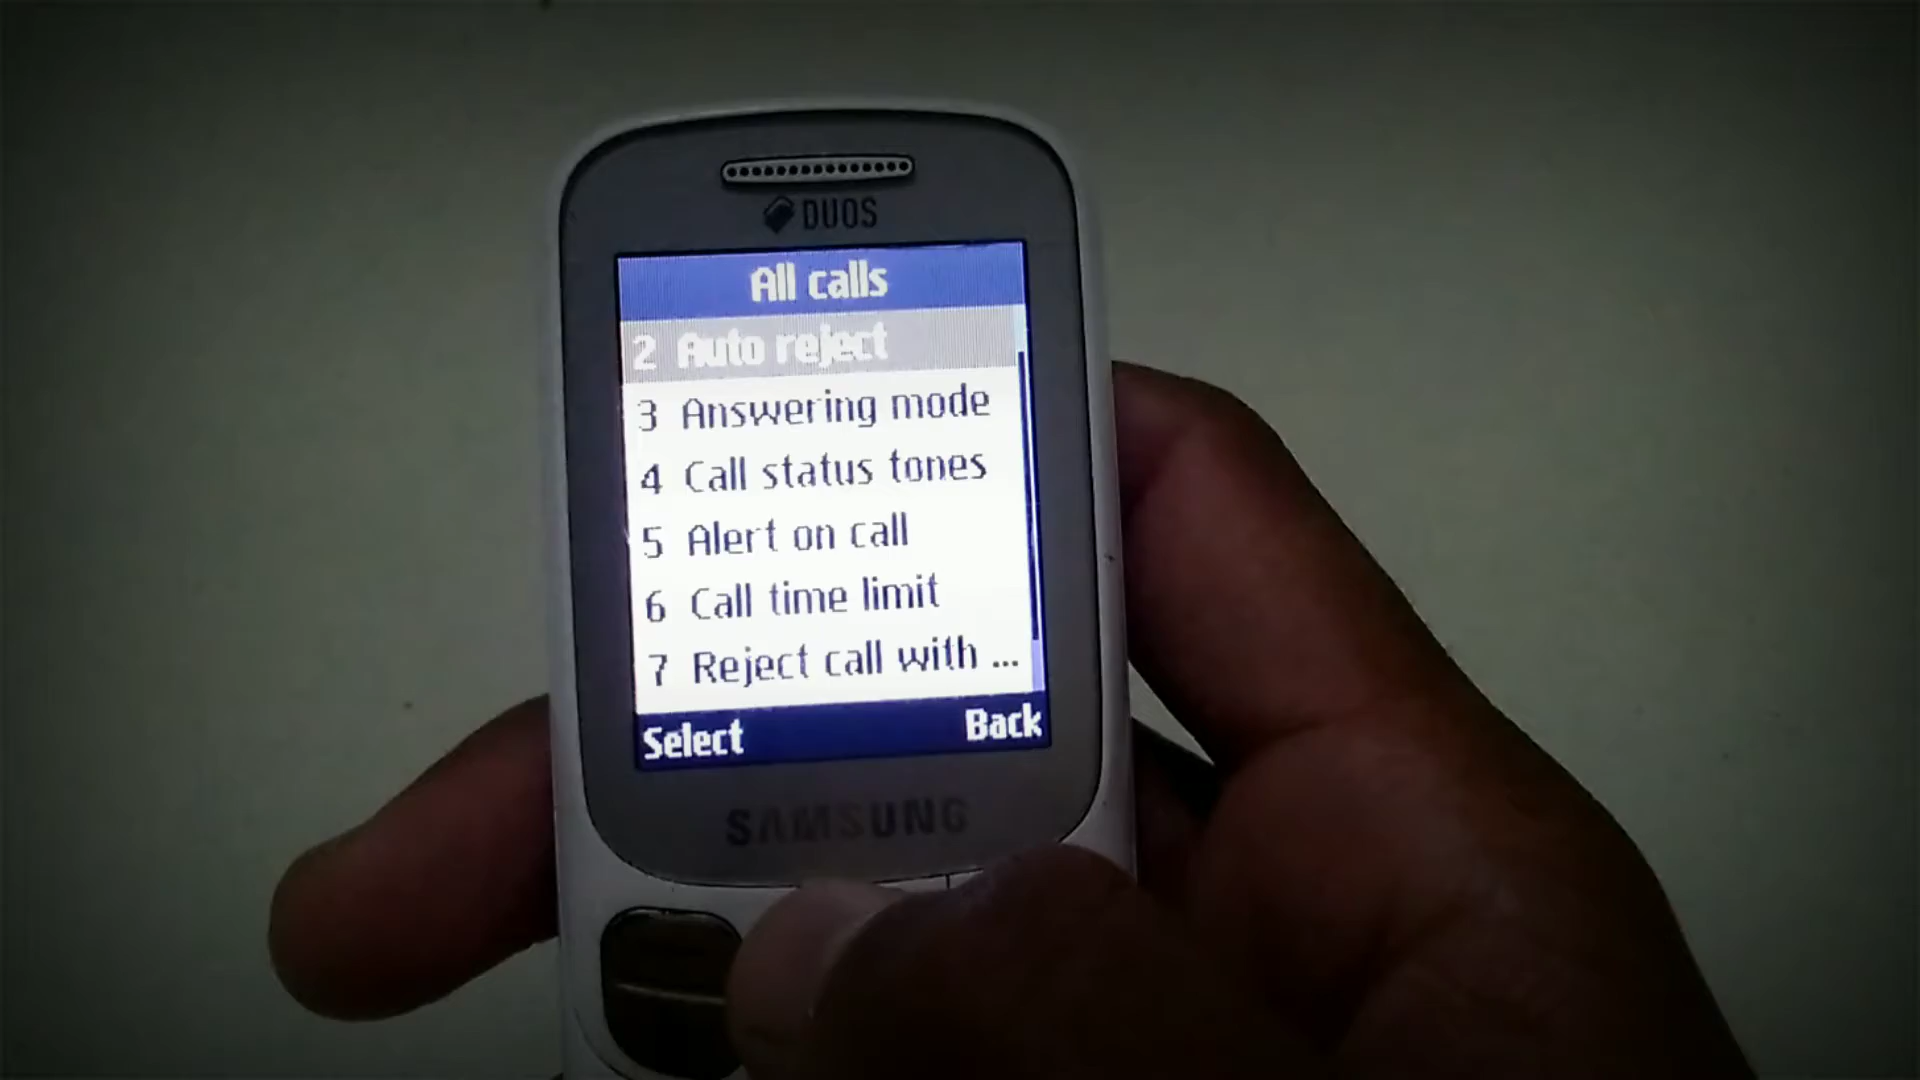 DUOS
All calls
2 Auto reject
3 Answering mode
4 Call status tones
5 Alert on call
6 Call time limit
7 Reject call with ...
Select Back
SAMSUNG